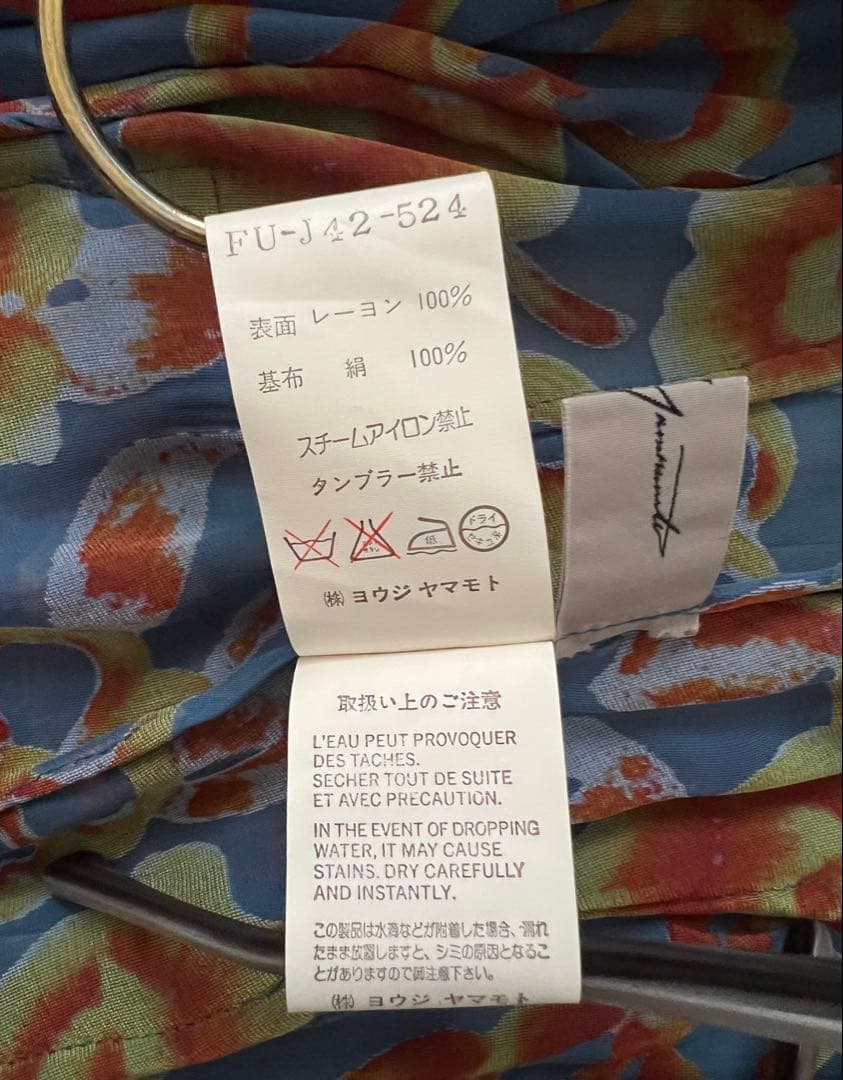 FU-J42-524
表面 レーヨン 100%
基布 絹 100%
スチームアイロン禁止
タンブラー禁止
低
ドライ
セキユ系
(株) ヨウジ ヤマモト
Yamamoto
取扱い上のご注意
L'EAU PEUT PROVOQUER
DES TACHES.
SECHER TOUT DE SUITE
ET AVEC PRECAUTION.
IN THE EVENT OF DROPPING
WATER, IT MAY CAUSE
STAINS. DRY CAREFULLY
AND INSTANTLY.
この製品は水滴などが附着した場合、濡れ
たまま放置しますと、シミの原因となるこ
とがありますので御注意下さい。
(株) ヨウジ ヤマモト